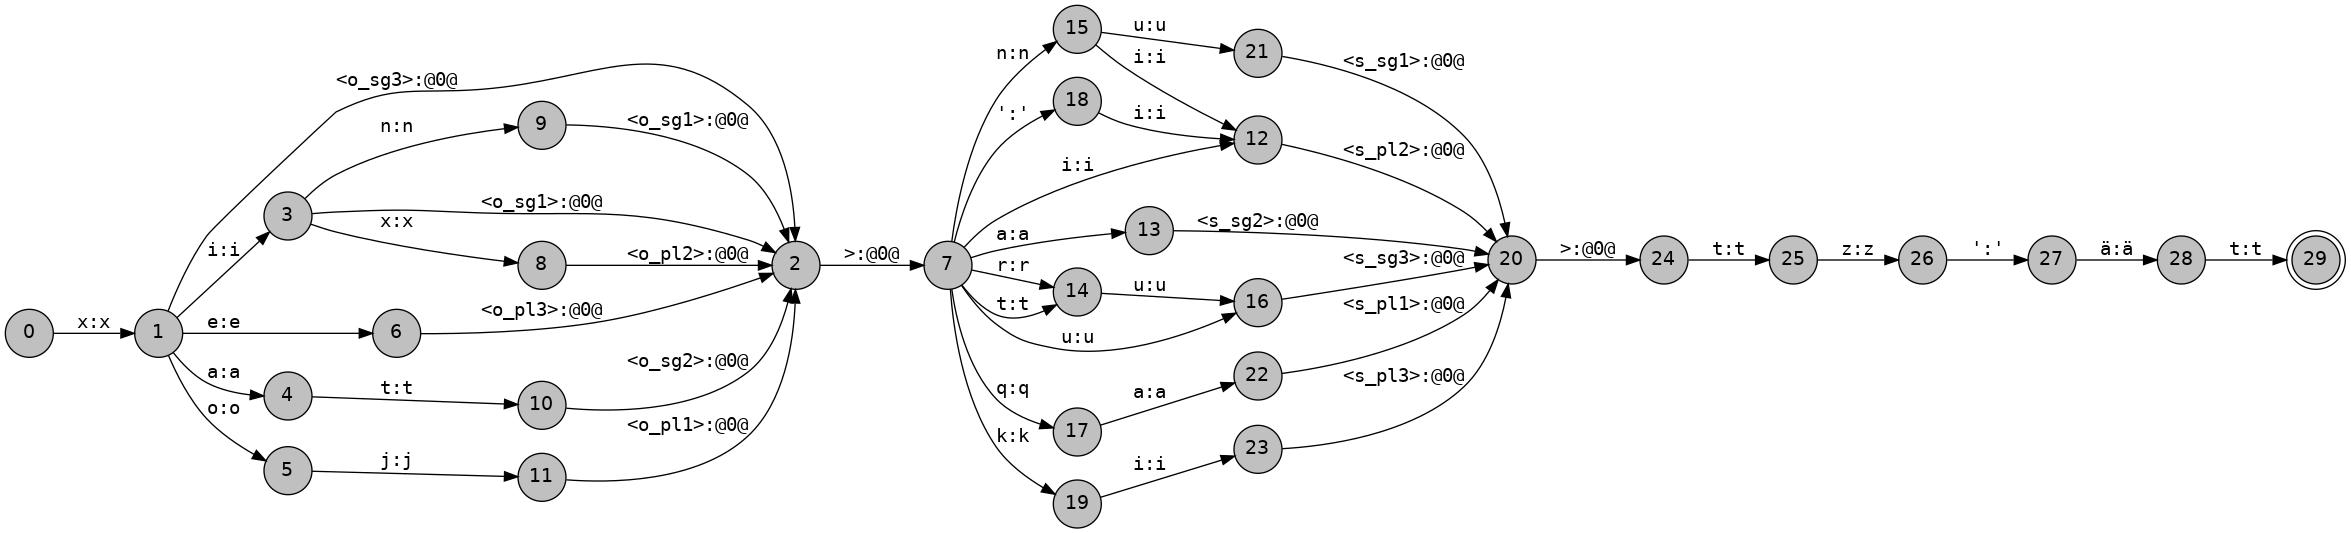 0
x:x
1
<o_sg3>:@0@
i:i
e:e
a:a
o:o
3
6
4
5
n:n
<o_sg1>:@0@
x:x
<o_pl3>:@0@
t:t
j:j
9
8
10
11
<o_sg1>:@0@
<o_pl2>:@0@
<o_sg2>:@0@
<o_pl1>:@0@
2
>:@0@
7
n:n
':'
i:i
a:a
r:r
t:t
u:u
q:q
k:k
15
18
13
14
17
19
u:u
i:i
i:i
<s_sg2>:@0@
u:u
a:a
i:i
21
12
16
22
23
<s_sg1>:@0@
<s_pl2>:@0@
<s_sg3>:@0@
<s_pl1>:@0@
<s_pl3>:@0@
20
>:@0@
24
t:t
25
z:z
26
':'
27
ä:ä
28
t:t
29